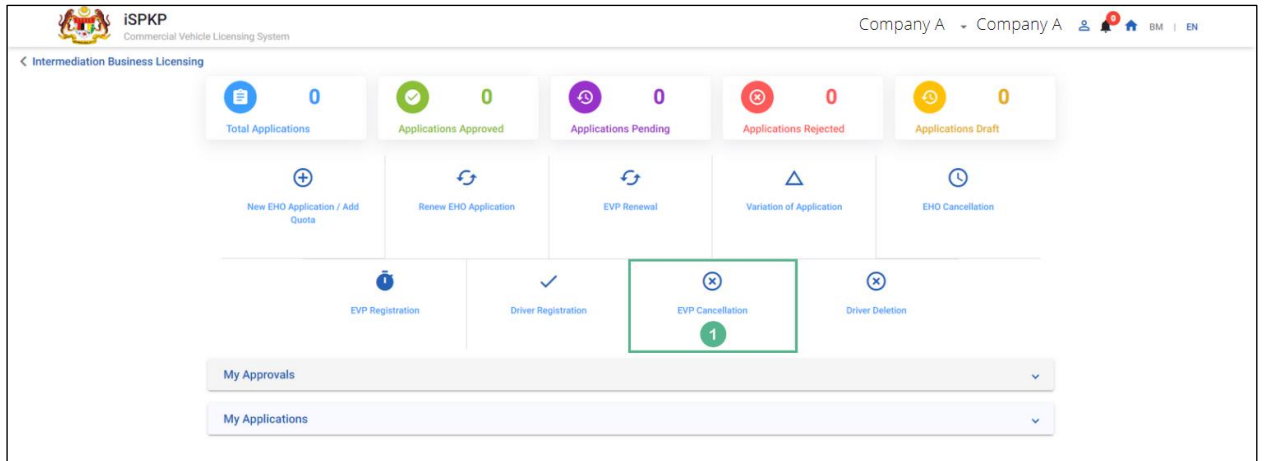 iSPKP
Commercial Vehicle Licensing System
Company A Company A 0 BM | EN
Intermediation Business Licensing
0 0 0 0 0
Total Applications Applications Approved Applications Pending Applications Rejected Applications Draft
New EHO Application / Add Renew EHO Application EVP Renewal Variation of Application EHO Cancellation
Quota
EVP Registration Driver Registration EVP Cancellation Driver Deletion
1
My Approvals
My Applications